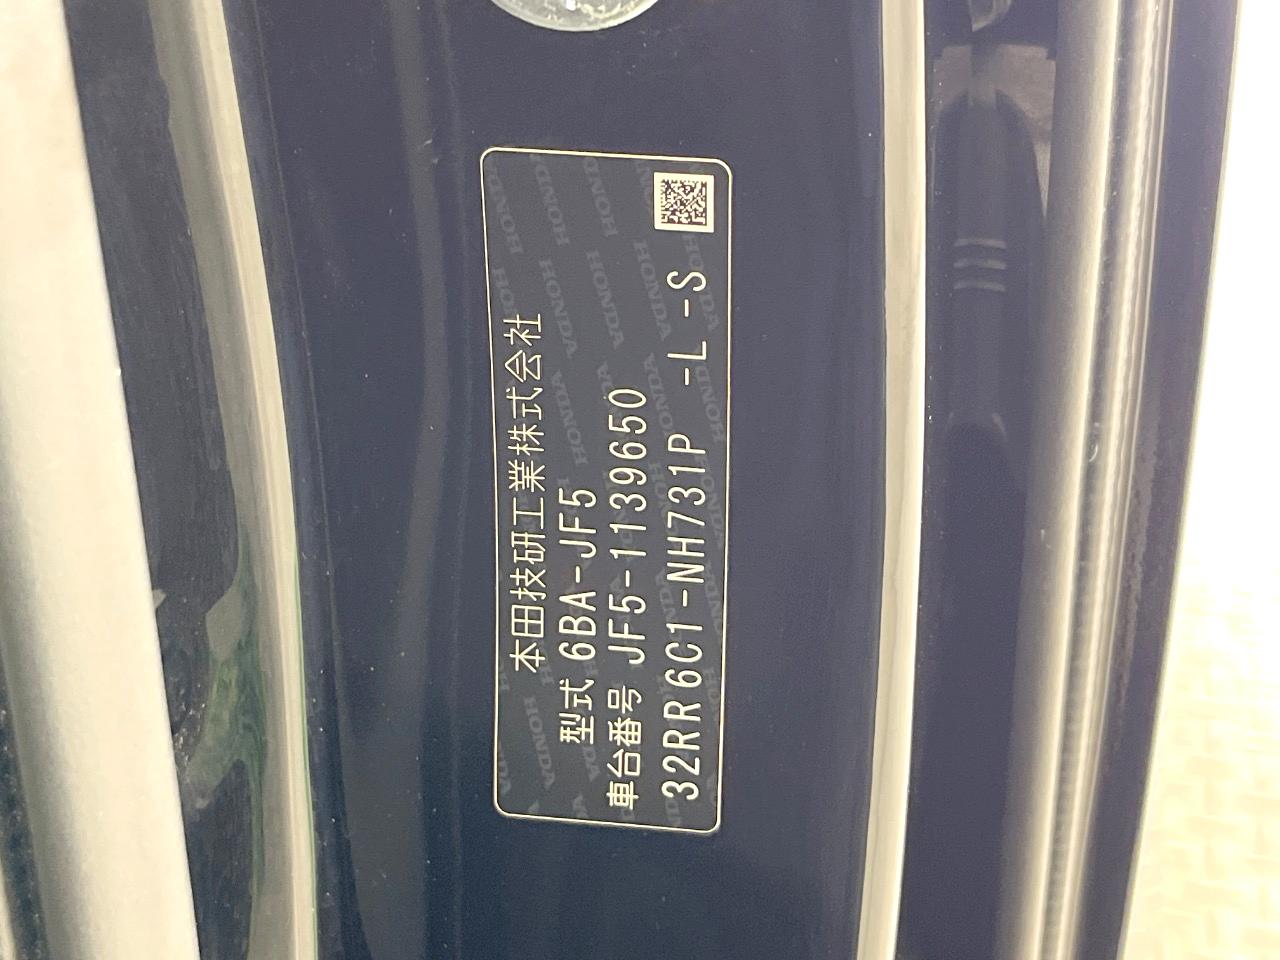 本田技研工業株式会社
型式 6BA-JF5
車台番号 JF5-1139650
32RR6C1-NH731P -L -S